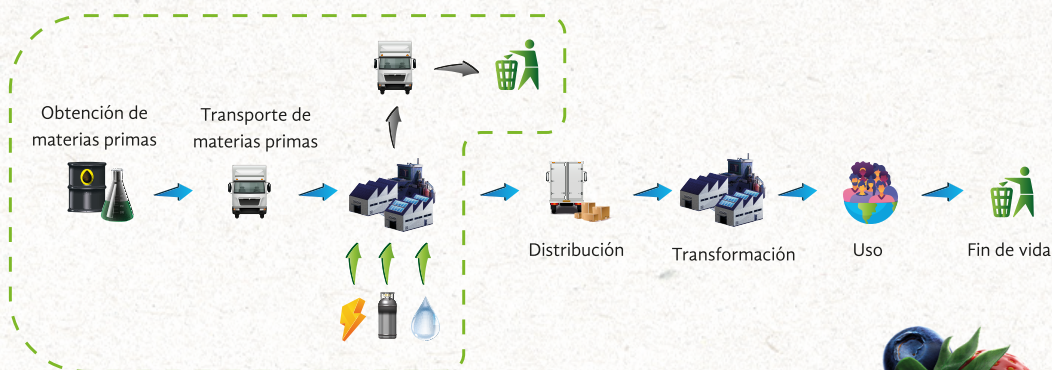 Obtención de
materias primas
Transporte de
materias primas
Distribución
Transformación
Uso
Fin de vida